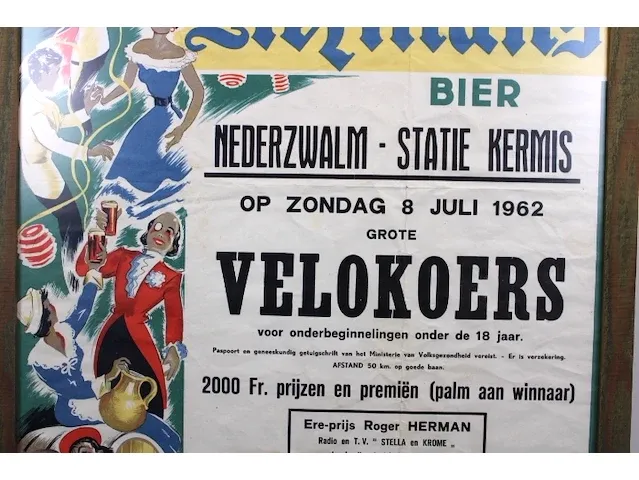 BIER
NEDERZWALM - STATIE KERMIS
OP ZONDAG 8 JULI 1962
GROTE
VELOKOERS
voor onderbeginnelingen onder de 18 jaar.
Paspoort en geneeskundig getuigschrift van het Ministerie van Volksgezondheid vereist. - Er is verzekering.
AFSTAND 50 km. op goede baan.
2000 Fr. prijzen en premiën (palm aan winnaar)
Ere-prijs Roger HERMAN
Radio en T. V. " STELLA en KROME "